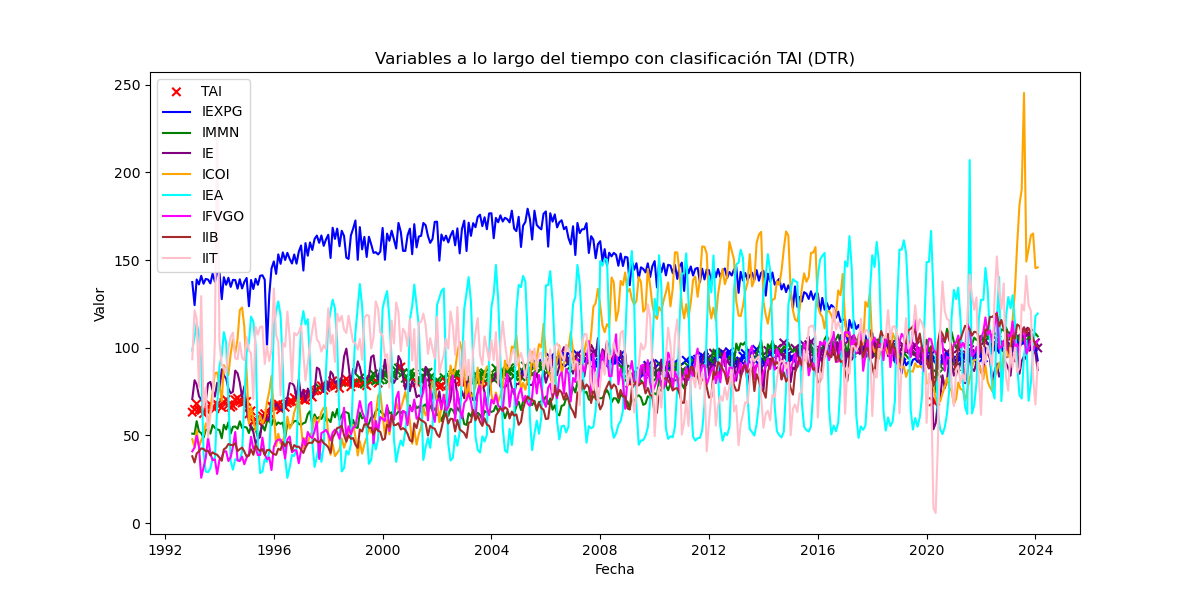 Variables a lo largo del tiempo con clasificación TAI (DTR)
250
200
150
100
50
0
Valor
TAI
IEXPG
IMMN
IE
ICOI
IEA
IFVGO
IIB
IIT
1992
1996
2000
2004
2008
2012
2016
2020
2024
Fecha